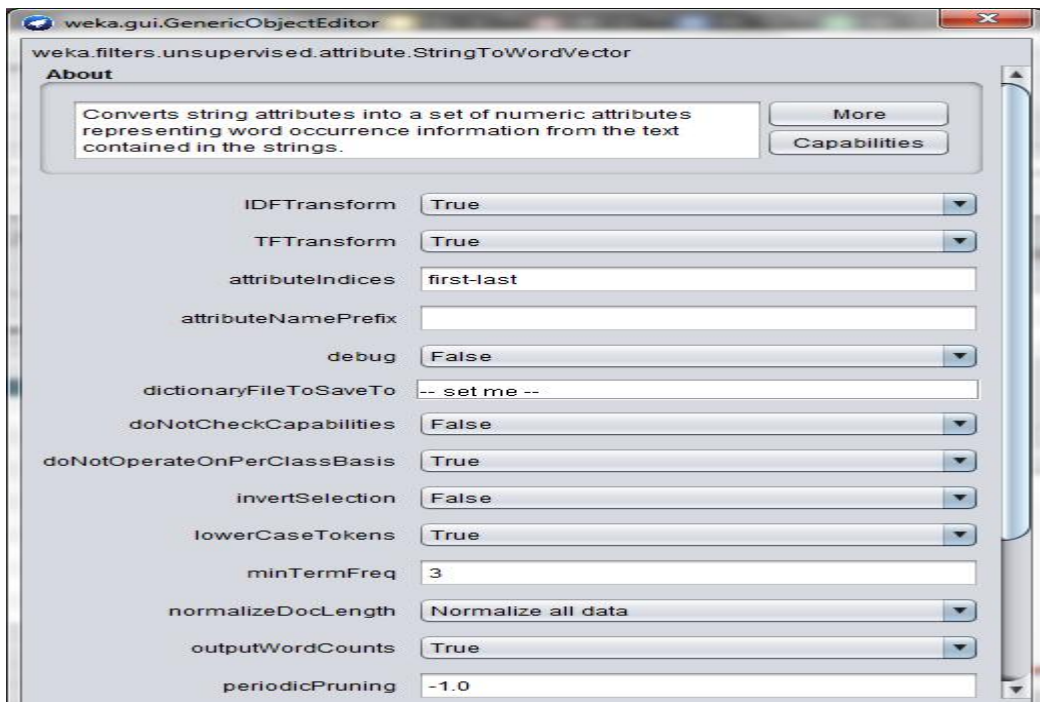 weka.gui.GenericObjectEditor
weka.filters.unsupervised.attribute.StringToWordVector
About
Converts string attributes into a set of numeric attributes
representing word occurrence information from the text
contained in the strings.
More
Capabilities
IDFTransform True
TFTransform True
attributeIndices first-last
attributeNamePrefix
debug False
dictionaryFileToSaveTo -- set me --
doNotCheckCapabilities False
doNotOperateOnPerClassBasis True
invertSelection False
lowerCaseTokens True
minTermFreq 3
normalizeDocLength Normalize all data
outputWordCounts True
periodicPruning -1.0